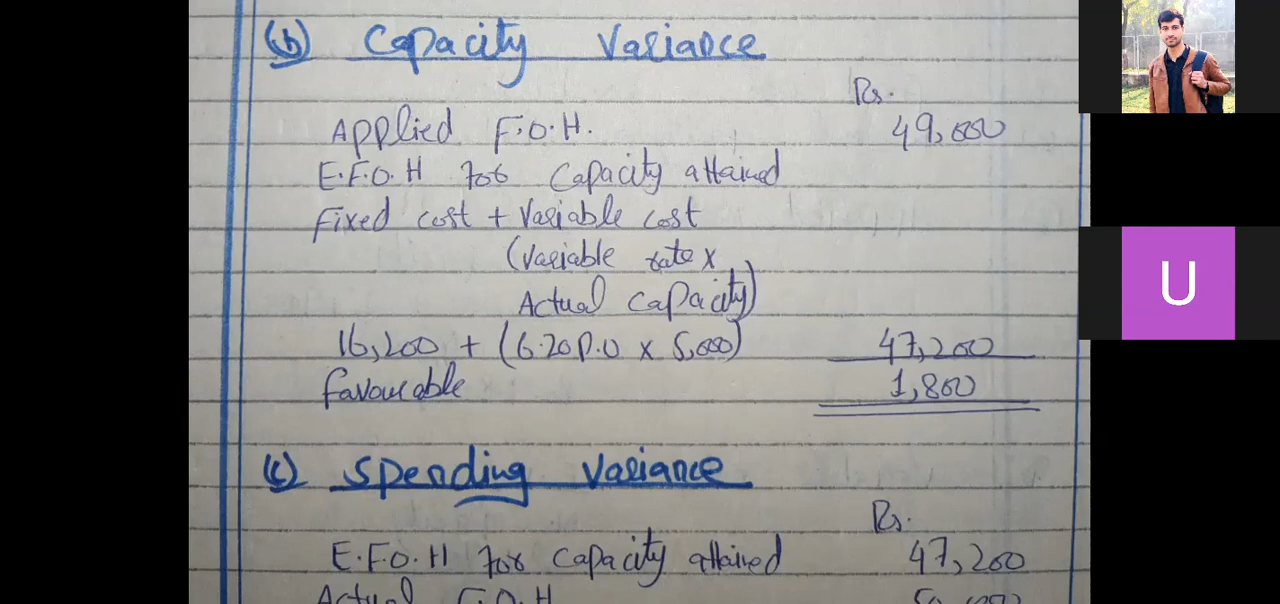 (b) Capacity Variance
Rs.
Applied F.O.H. 49,000
E.F.O.H for Capacity attained
Fixed cost + Variable cost
(Variable rate x
Actual capacity)
16,200 + (6.20 P.U x 5,000) 47,200
favourable 1,800
(c) Spending Variance
Rs.
E.F.O.H for capacity attained 47,200
Actual F.O.H
U